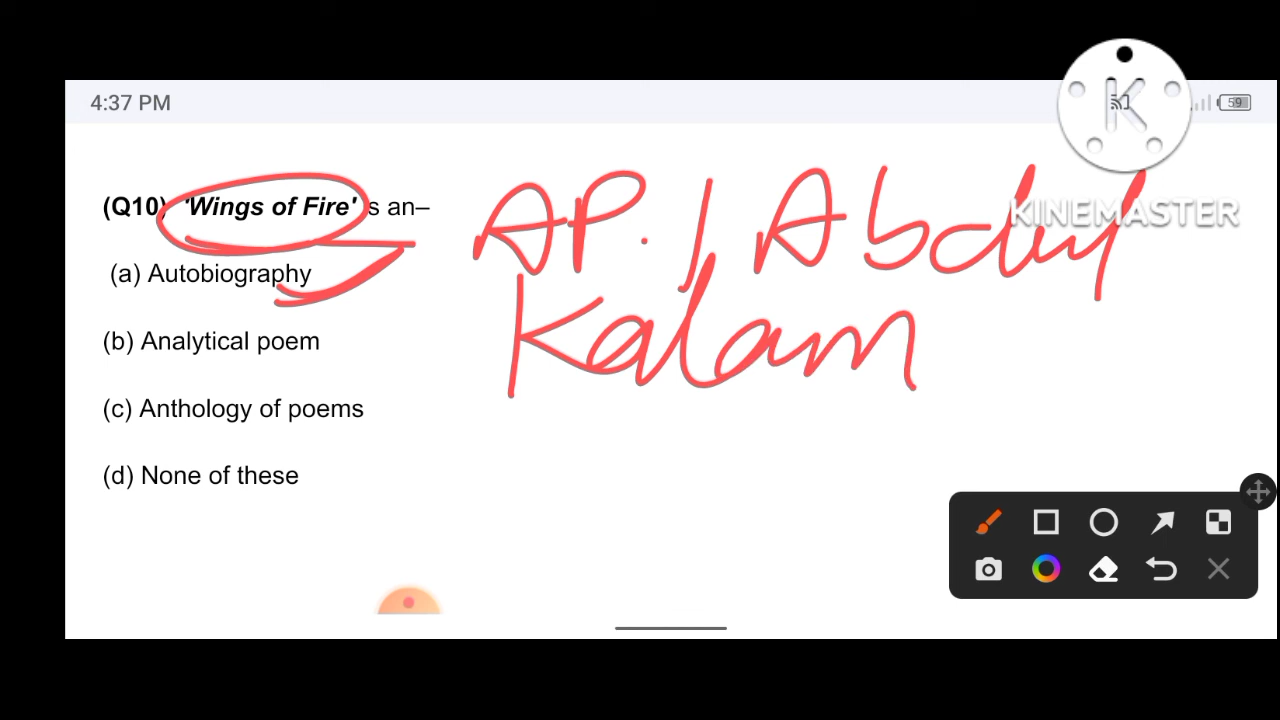 4:37 PM
59
KINEMASTER
(Q10) 'Wings of Fire' is an–
AP. J Abdul
Kalam
(a) Autobiography
(b) Analytical poem
(c) Anthology of poems
(d) None of these